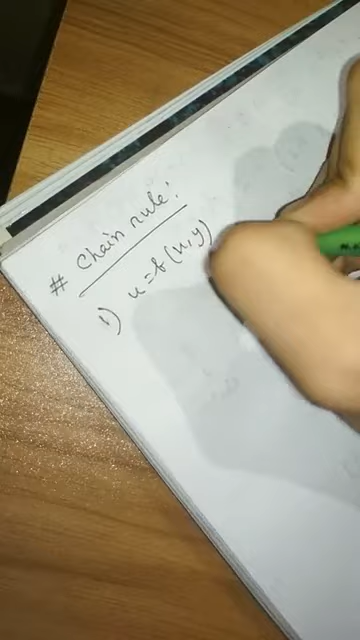 # Chain rule:
1) u = f(x, y)